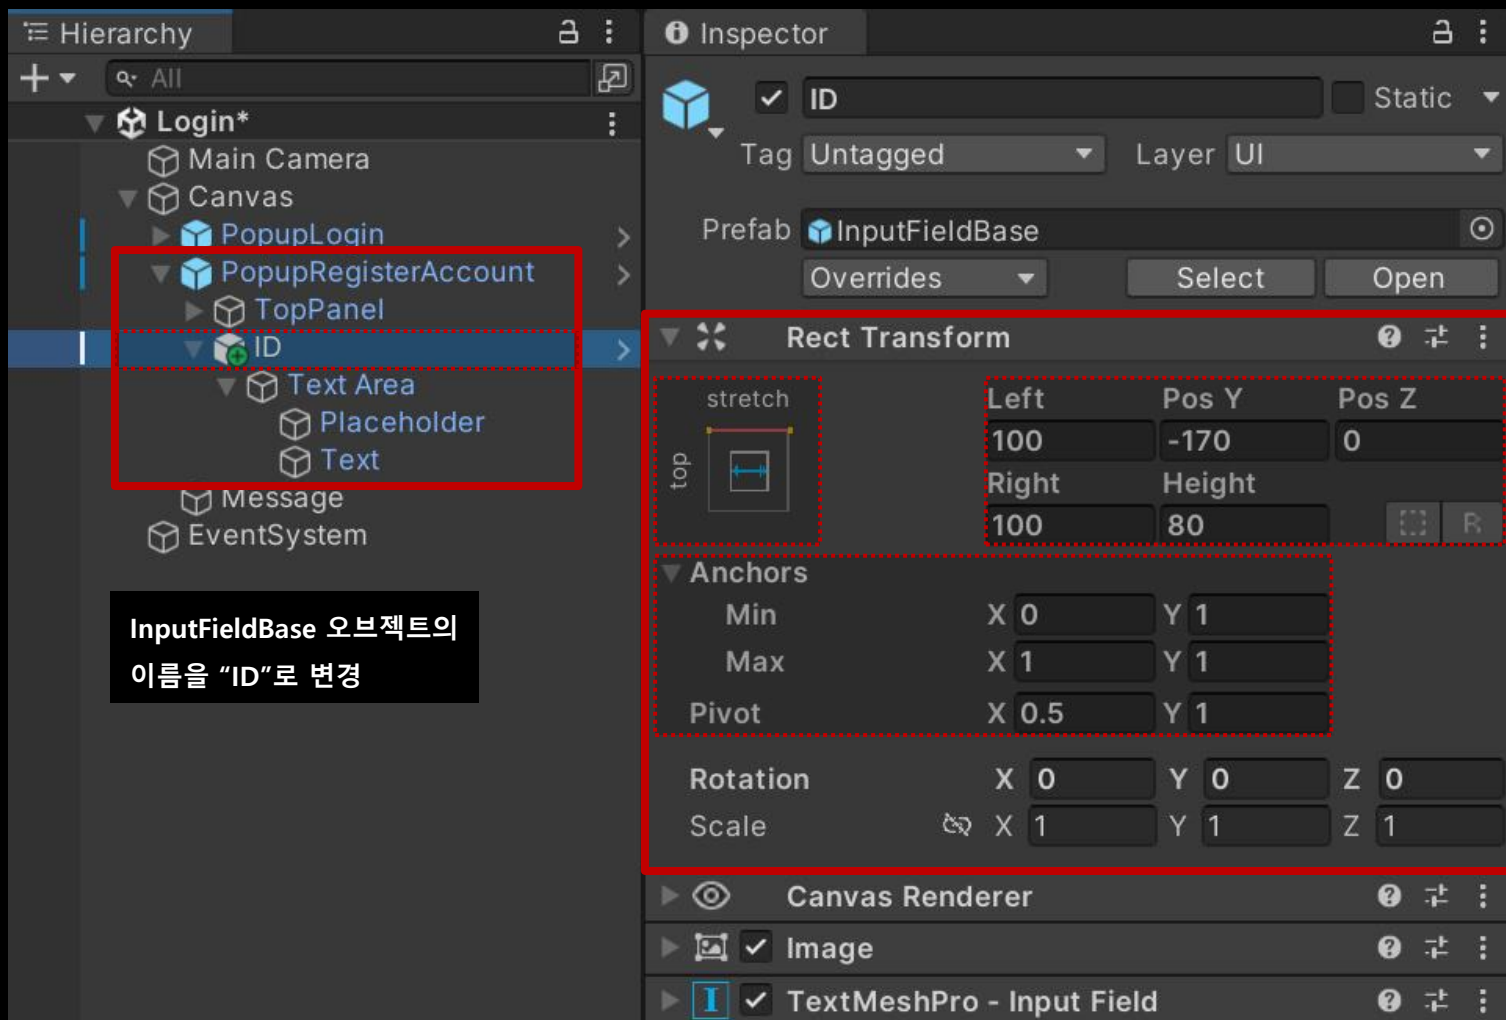 Hierarchy
All
Login*
Main Camera
Canvas
PopupLogin
PopupRegisterAccount
TopPanel
ID
Text Area
Placeholder
Text
Message
EventSystem
InputFieldBase 오브젝트의
이름을 “ID”로 변경
Inspector
ID Static
Tag Untagged Layer UI
Prefab InputFieldBase
Overrides Select Open
Rect Transform
stretch
top
Left Pos Y Pos Z
100 -170 0
Right Height
100 80 R
Anchors
Min X 0 Y 1
Max X 1 Y 1
Pivot X 0.5 Y 1
Rotation X 0 Y 0 Z 0
Scale X 1 Y 1 Z 1
Canvas Renderer
Image
TextMeshPro - Input Field